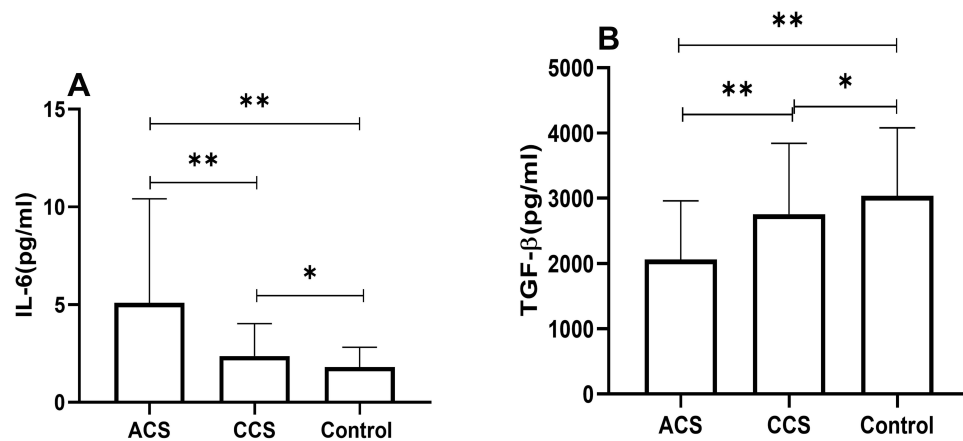 A
IL-6(pg/ml)
15
10
5
0
**
**
*
ACS CCS Control
B
TGF-β(pg/ml)
5000
4000
3000
2000
1000
0
**
**
*
ACS CCS Control